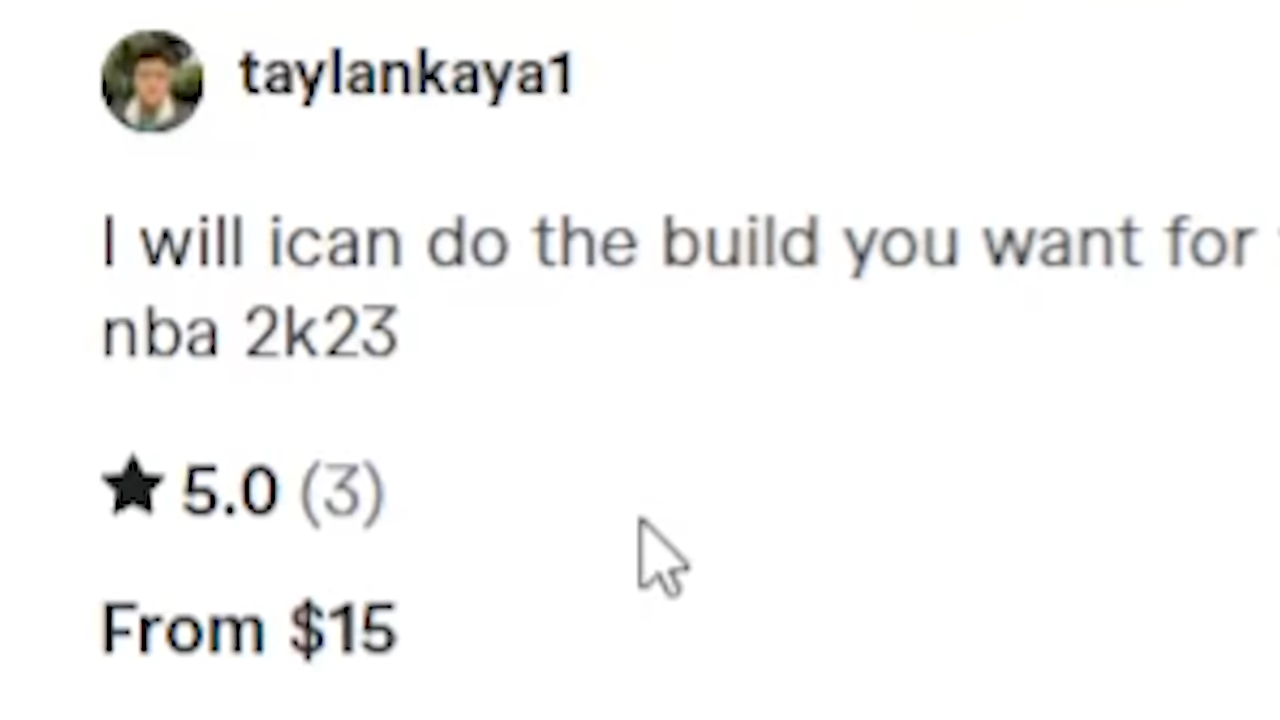 taylankaya1
I will ican do the build you want for
nba 2k23
5.0 (3)
From $15